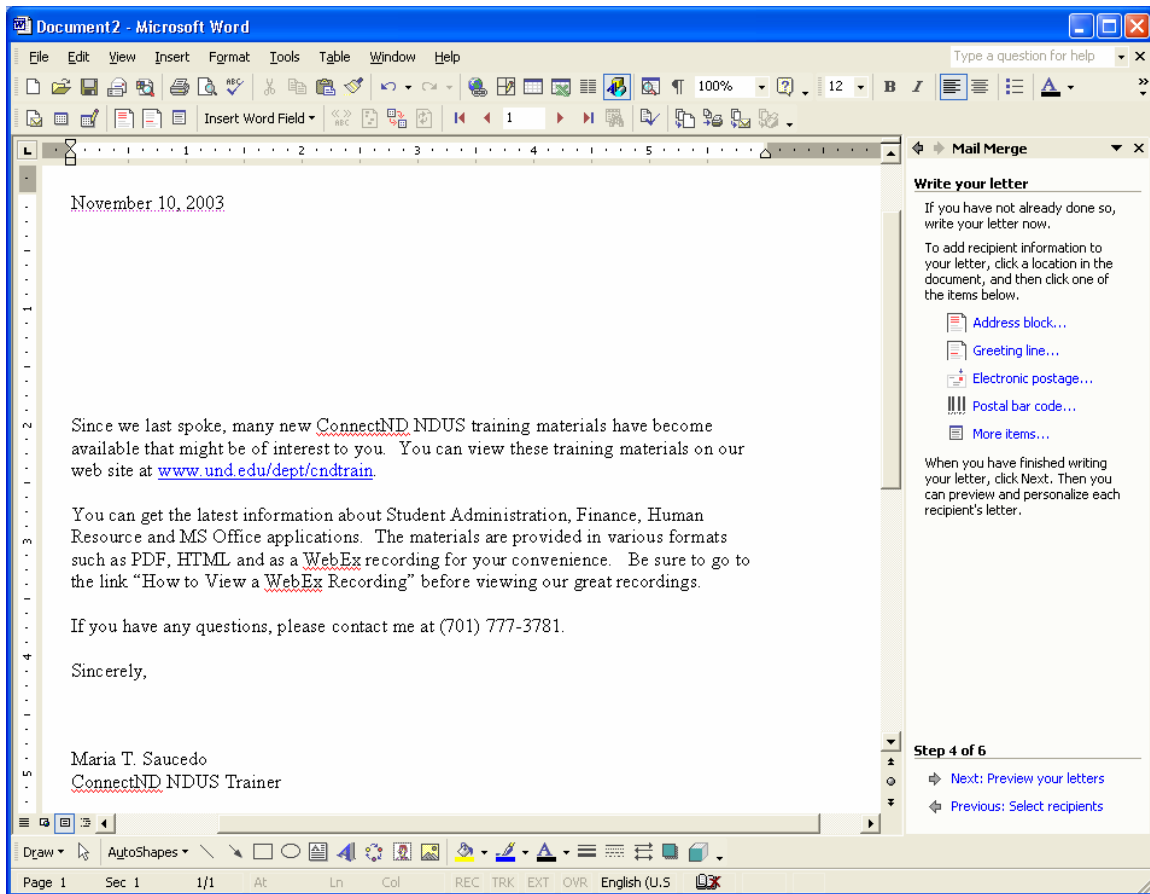 Document2 - Microsoft Word
File Edit View Insert Format Tools Table Window Help Type a question for help
100% 12 B I
Insert Word Field 1
1 2 3 4 5
Mail Merge
Write your letter
If you have not already done so,
write your letter now.
To add recipient information to
your letter, click a location in the
document, and then click one of
the items below.
Address block...
Greeting line...
Electronic postage...
Postal bar code...
More items...
When you have finished writing
your letter, click Next. Then you
can preview and personalize each
recipient's letter.
November 10, 2003
Since we last spoke, many new ConnectND NDUS training materials have become
available that might be of interest to you.  You can view these training materials on our
web site at www.und.edu/dept/cndtrain.
You can get the latest information about Student Administration, Finance, Human
Resource and MS Office applications.  The materials are provided in various formats
such as PDF, HTML and as a WebEx recording for your convenience.   Be sure to go to
the link “How to View a WebEx Recording” before viewing our great recordings.
If you have any questions, please contact me at (701) 777-3781.
Sincerely,
Maria T. Saucedo
ConnectND NDUS Trainer
1
2
3
4
5
Step 4 of 6
Next: Preview your letters
Previous: Select recipients
Draw AutoShapes
Page 1 Sec 1 1/1 At Ln Col REC TRK EXT OVR English (U.S